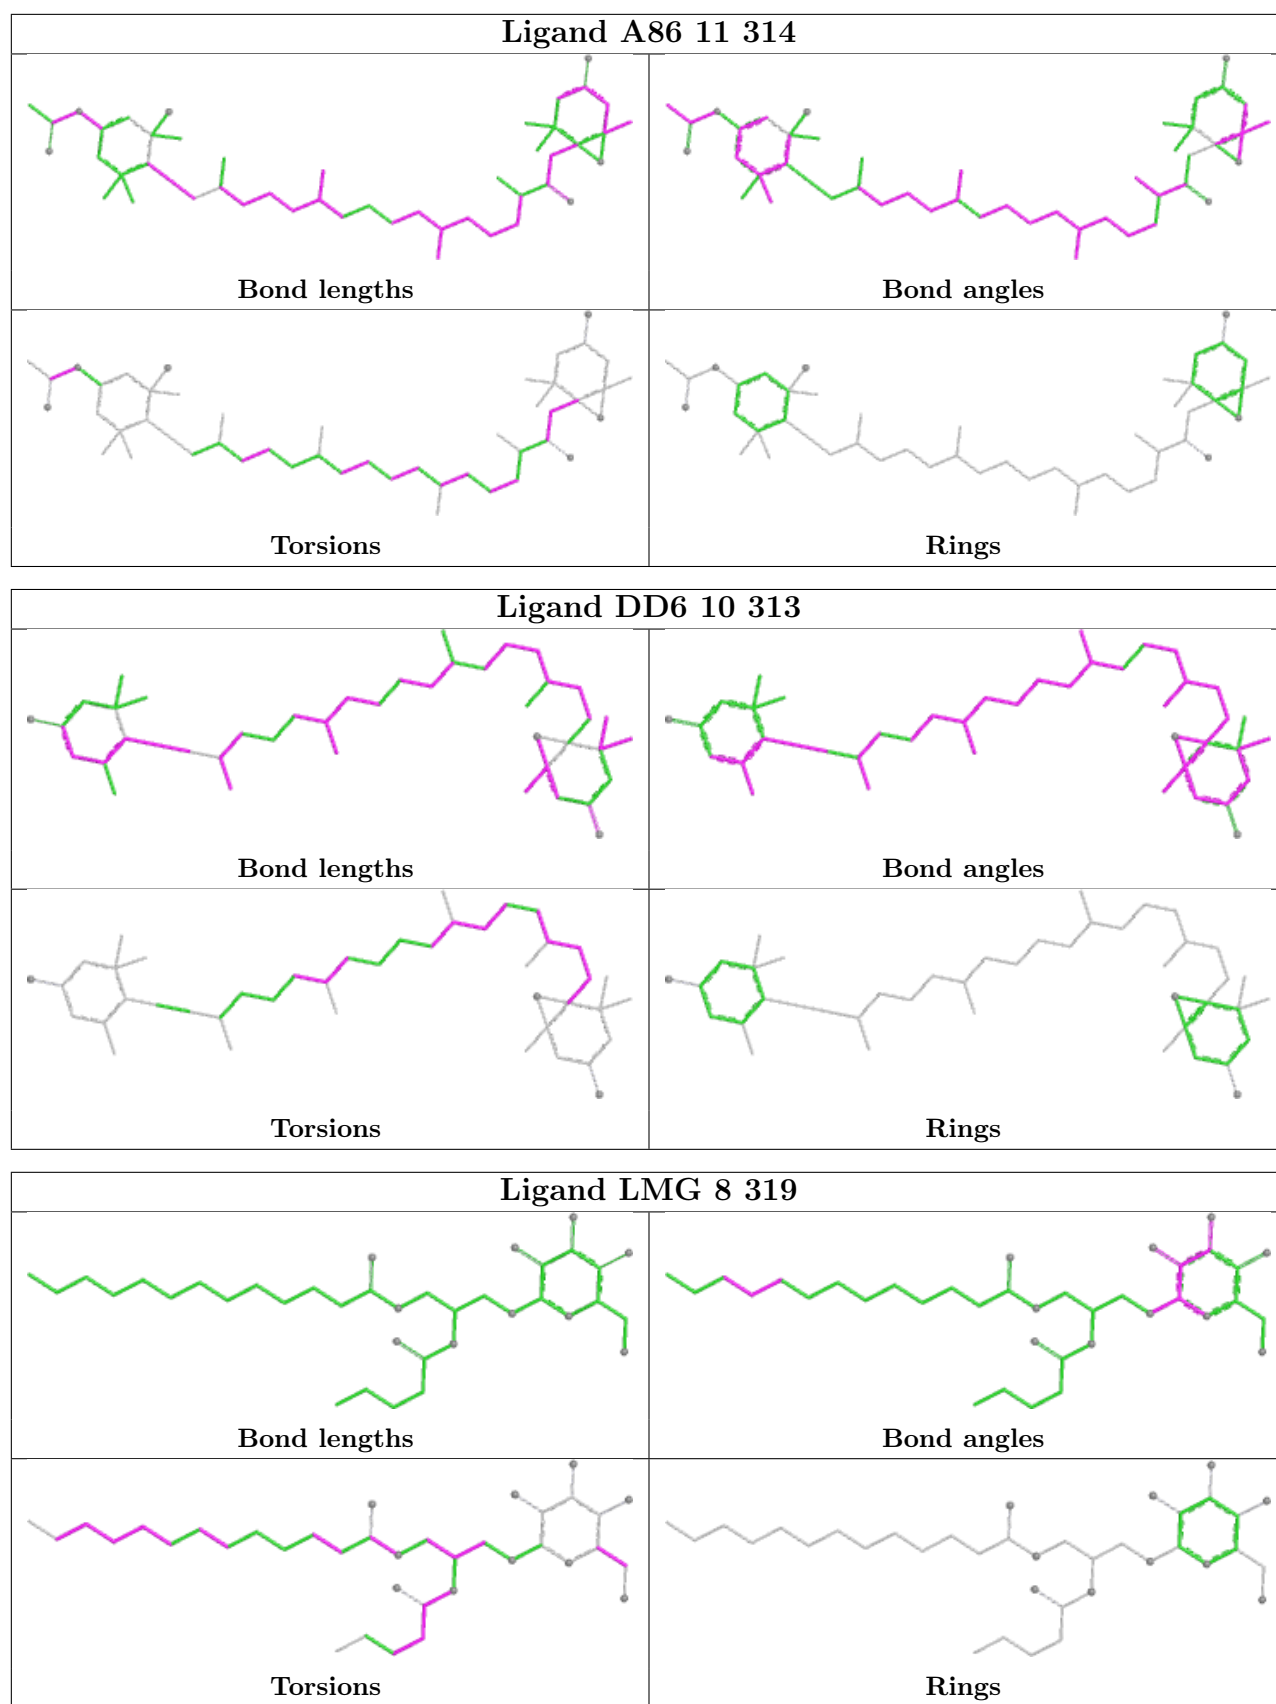 Ligand A86 11 314
Bond lengths
Bond angles
Torsions
Rings
Ligand DD6 10 313
Bond lengths
Bond angles
Torsions
Rings
Ligand LMG 8 319
Bond lengths
Bond angles
Torsions
Rings